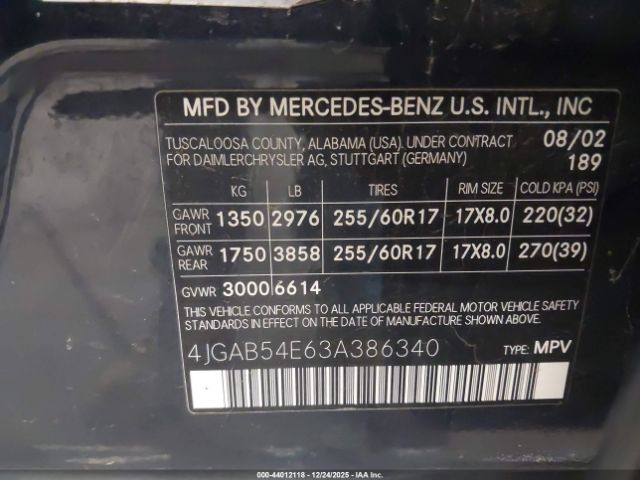 MFD BY MERCEDES-BENZ U.S. INTL., INC
TUSCALOOSA COUNTY, ALABAMA (USA). UNDER CONTRACT 08/02
FOR DAIMLERCHRYSLER AG, STUTTGART (GERMANY) 189
KG LB TIRES RIM SIZE COLD KPA (PSI)
GAWR FRONT 1350 2976 255/60R17 17X8.0 220(32)
GAWR REAR 1750 3858 255/60R17 17X8.0 270(39)
GVWR 3000 6614
THIS VEHICLE CONFORMS TO ALL APPLICABLE FEDERAL MOTOR VEHICLE SAFETY
STANDARDS IN EFFECT ON THE DATE OF MANUFACTURE SHOWN ABOVE.
4JGAB54E63A386340 TYPE: MPV
000-44012118 - 12/24/2025 - IAAI, Inc.